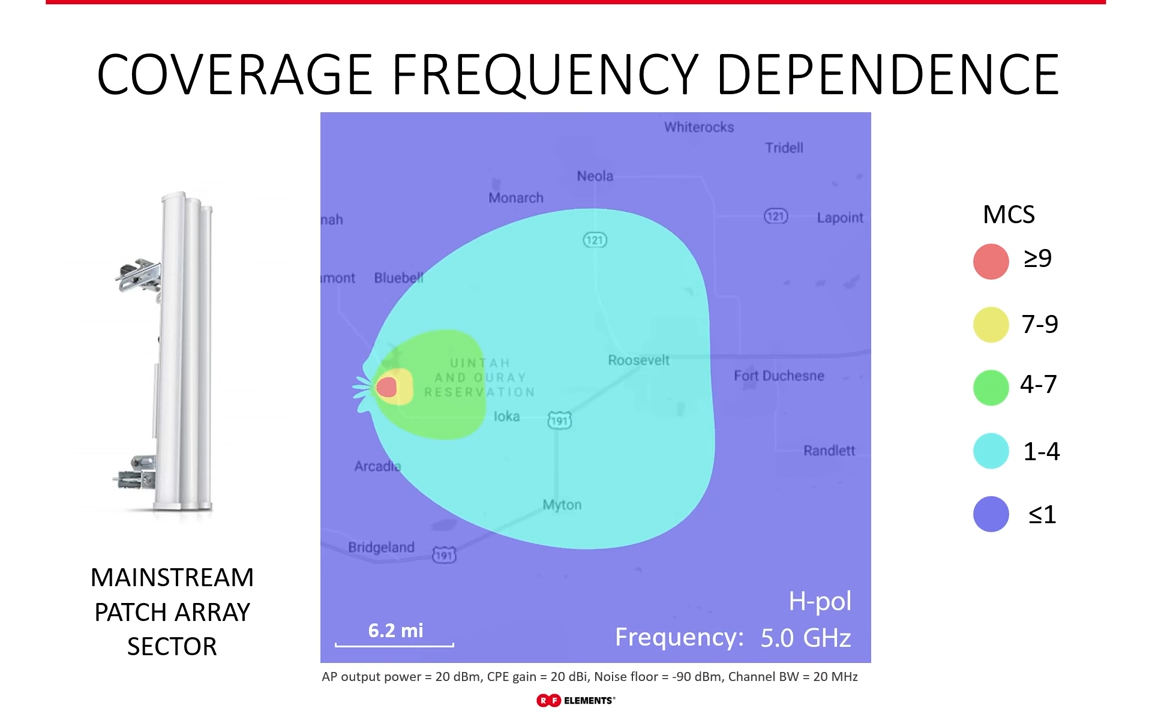 COVERAGE FREQUENCY DEPENDENCE
Whiterocks
Tridell
Neola
Monarch
nah
121
Lapoint
121
amont
Bluebell
UINTAH
AND OURAY
RESERVATION
Roosevelt
Fort Duchesne
Ioka
191
Arcadia
Randlett
Myton
Bridgeland
191
H-pol
6.2 mi
Frequency: 5.0 GHz
MCS
≥9
7-9
4-7
1-4
≤1
MAINSTREAM
PATCH ARRAY
SECTOR
AP output power = 20 dBm, CPE gain = 20 dBi, Noise floor = -90 dBm, Channel BW = 20 MHz
RF ELEMENTS